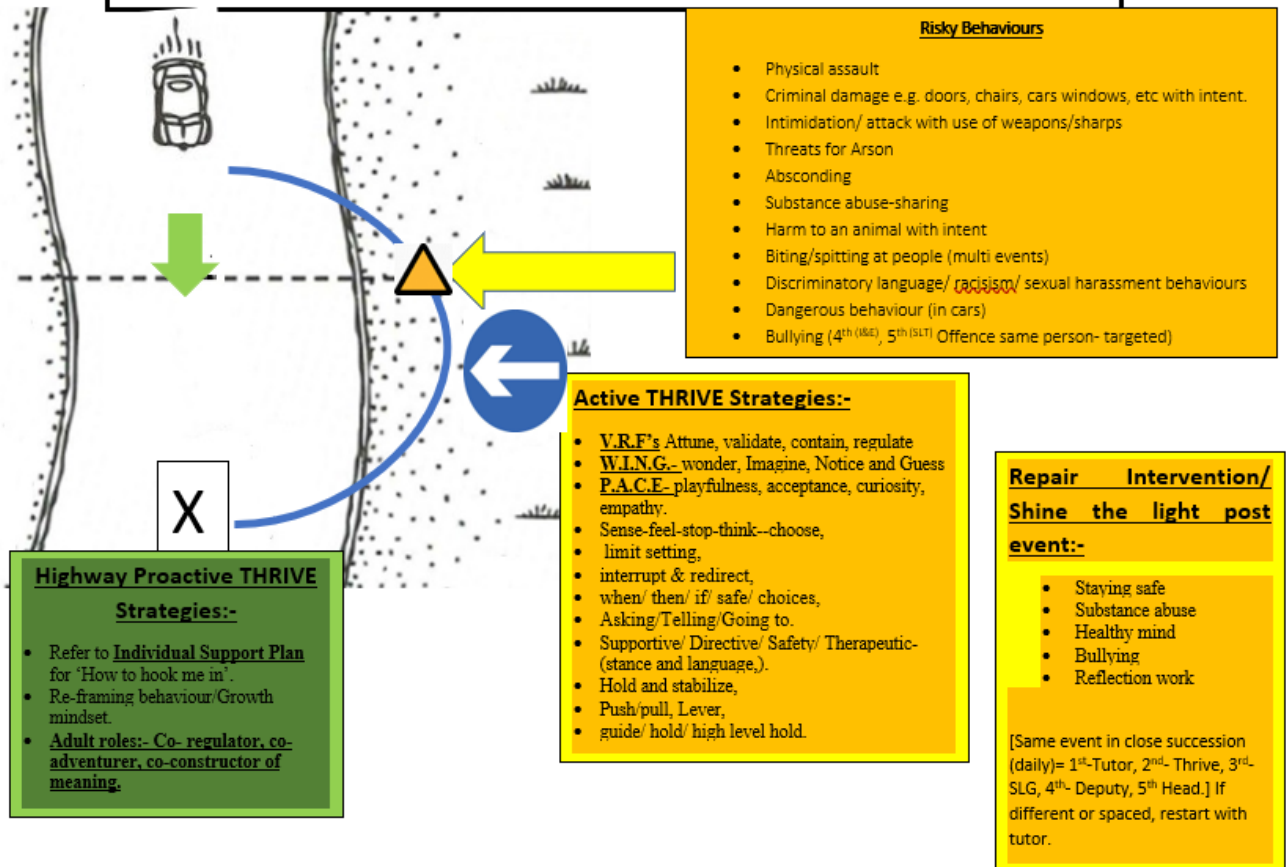 Risky Behaviours
• Physical assault
• Criminal damage e.g. doors, chairs, cars windows, etc with intent.
• Intimidation/ attack with use of weapons/sharps
• Threats for Arson
• Absconding
• Substance abuse-sharing
• Harm to an animal with intent
• Biting/spitting at people (multi events)
• Discriminatory language/ racisism/ sexual harassment behaviours
• Dangerous behaviour (in cars)
• Bullying (4th (I&E), 5th (SLT) Offence same person- targeted)
Active THRIVE Strategies:-
• V.R.F's Attune, validate, contain, regulate
• W.I.N.G.- wonder, Imagine, Notice and Guess
• P.A.C.E- playfulness, acceptance, curiosity,
empathy.
• Sense-feel-stop-think--choose,
• limit setting,
• interrupt & redirect,
• when/ then/ if/ safe/ choices,
• Asking/Telling/Going to.
• Supportive/ Directive/ Safety/ Therapeutic-
(stance and language,).
• Hold and stabilize,
• Push/pull, Lever,
• guide/ hold/ high level hold.
Repair Intervention/
Shine the light post
event:-
• Staying safe
• Substance abuse
• Healthy mind
• Bullying
• Reflection work
[Same event in close succession
(daily)= 1st-Tutor, 2nd- Thrive, 3rd-
SLG, 4th- Deputy, 5th Head.] If
different or spaced, restart with
tutor.
X
Highway Proactive THRIVE
Strategies:-
• Refer to Individual Support Plan
for 'How to hook me in'.
• Re-framing behaviour/Growth
mindset.
• Adult roles:- Co- regulator, co-
adventurer, co-constructor of
meaning.